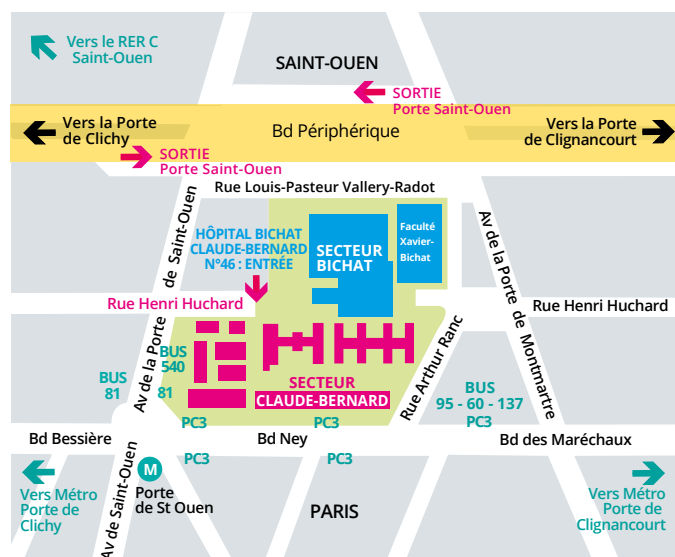 Vers le RER C
Saint-Ouen
SAINT-OUEN
SORTIE
Porte Saint-Ouen
Vers la Porte
de Clichy
Bd Périphérique
Vers la Porte
de Clignancourt
SORTIE
Porte Saint-Ouen
Rue Louis-Pasteur Vallery-Radot
Av de la Porte de Saint-Ouen
HÔPITAL BICHAT
CLAUDE-BERNARD
N°46 : ENTRÉE
SECTEUR
BICHAT
Faculté
Xavier-
Bichat
Av de la Porte de Montmartre
Rue Henri Huchard
Rue Henri Huchard
Rue Arthur Ranc
BUS
540
BUS
81
81
SECTEUR
CLAUDE-BERNARD
BUS
95 - 60 - 137
PC3
PC3
PC3
Bd Bessière
Bd Ney
Bd des Maréchaux
PC3
PC3
M
Porte
de St Ouen
Av de Saint-Ouen
Vers Métro
Porte de
Clichy
PARIS
Vers Métro
Porte de
Clignancourt